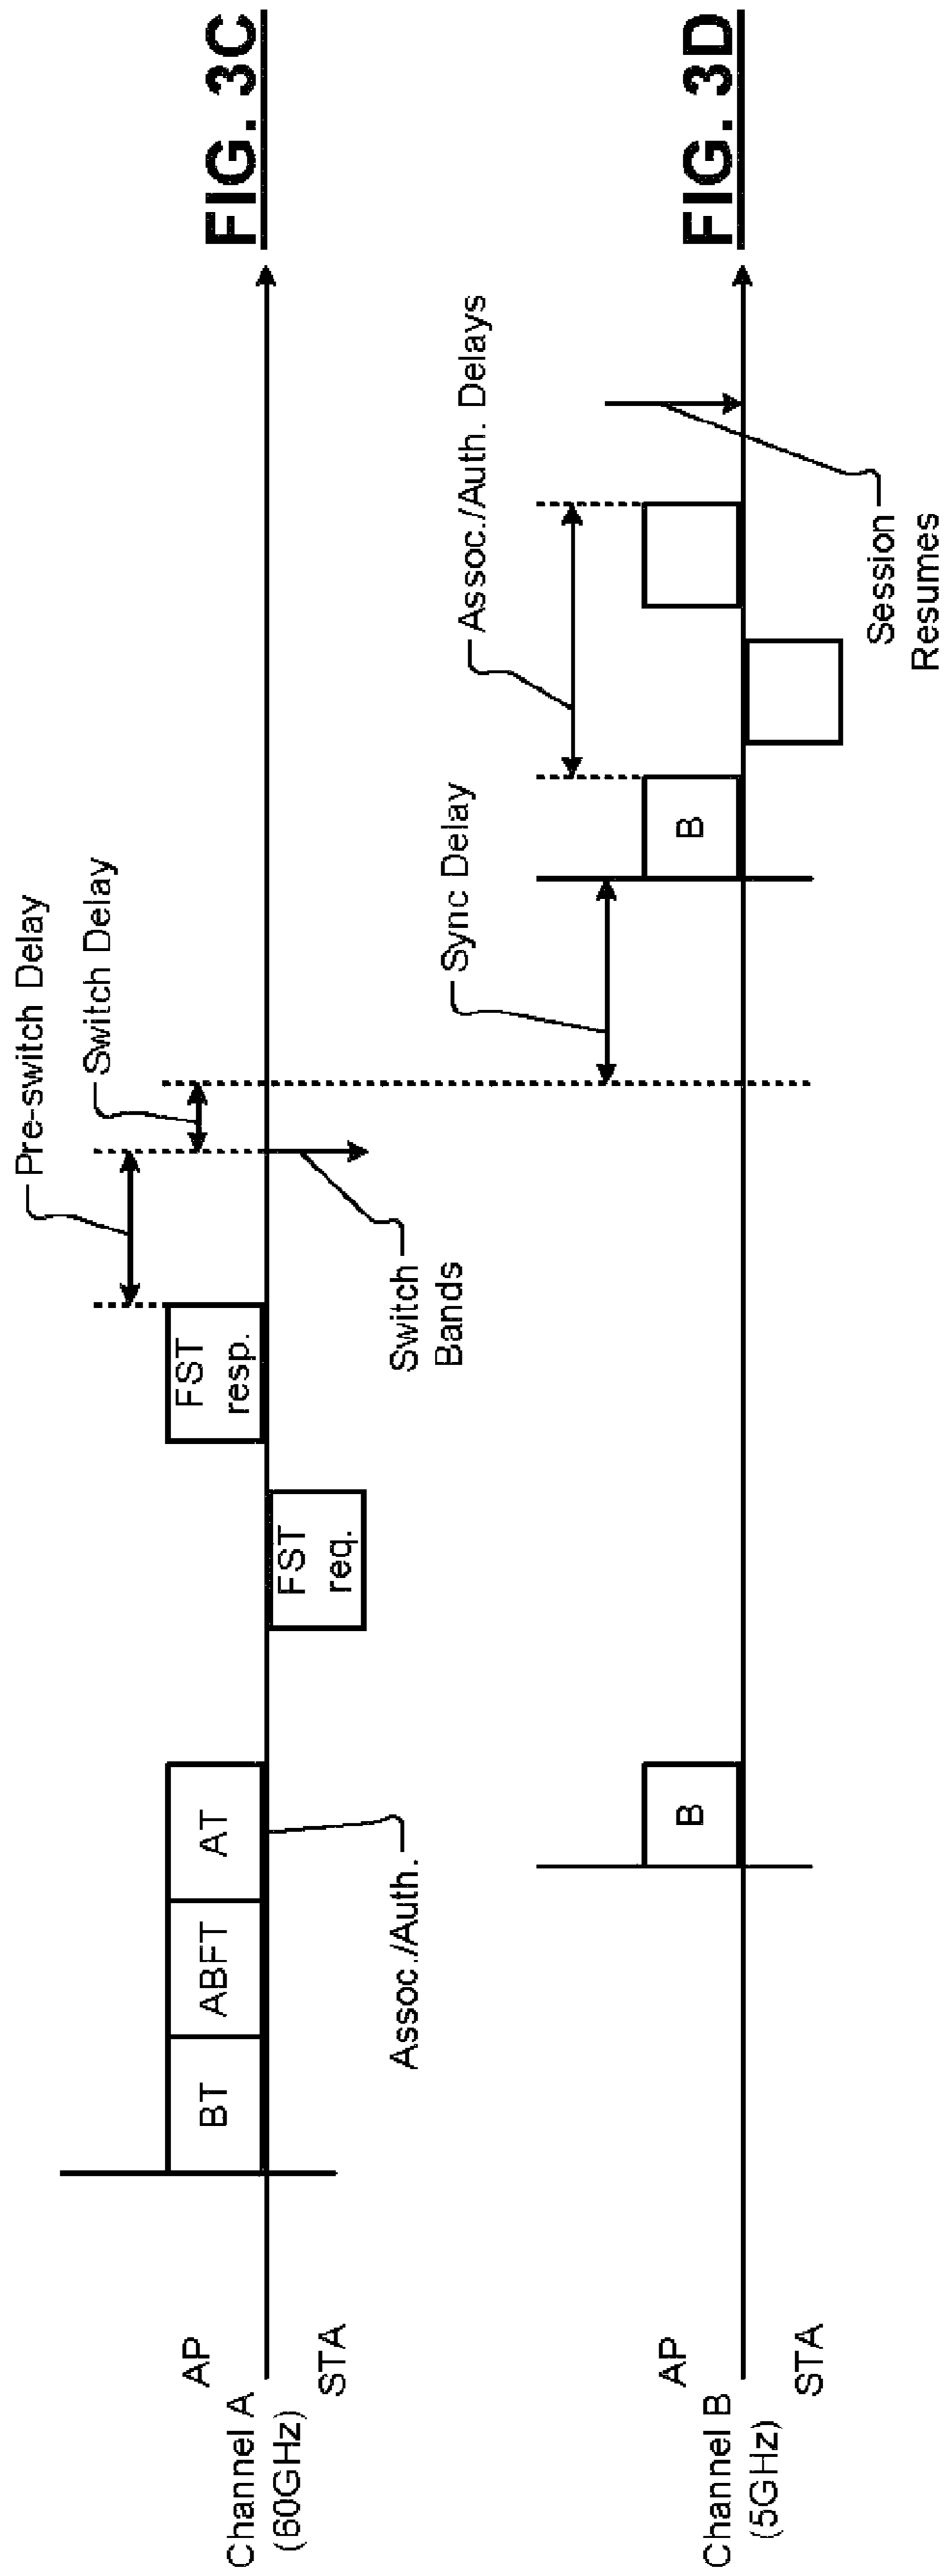 Pre-switch Delay
Switch Delay
AP
Channel A
(60GHz)
STA
BT
ABFT
AT
Assoc./Auth.
FST
req.
FST
resp.
Switch
Bands
FIG. 3C
Assoc./Auth. Delays
Sync Delay
AP
Channel B
(5GHz)
STA
B
B
Session
Resumes
FIG. 3D